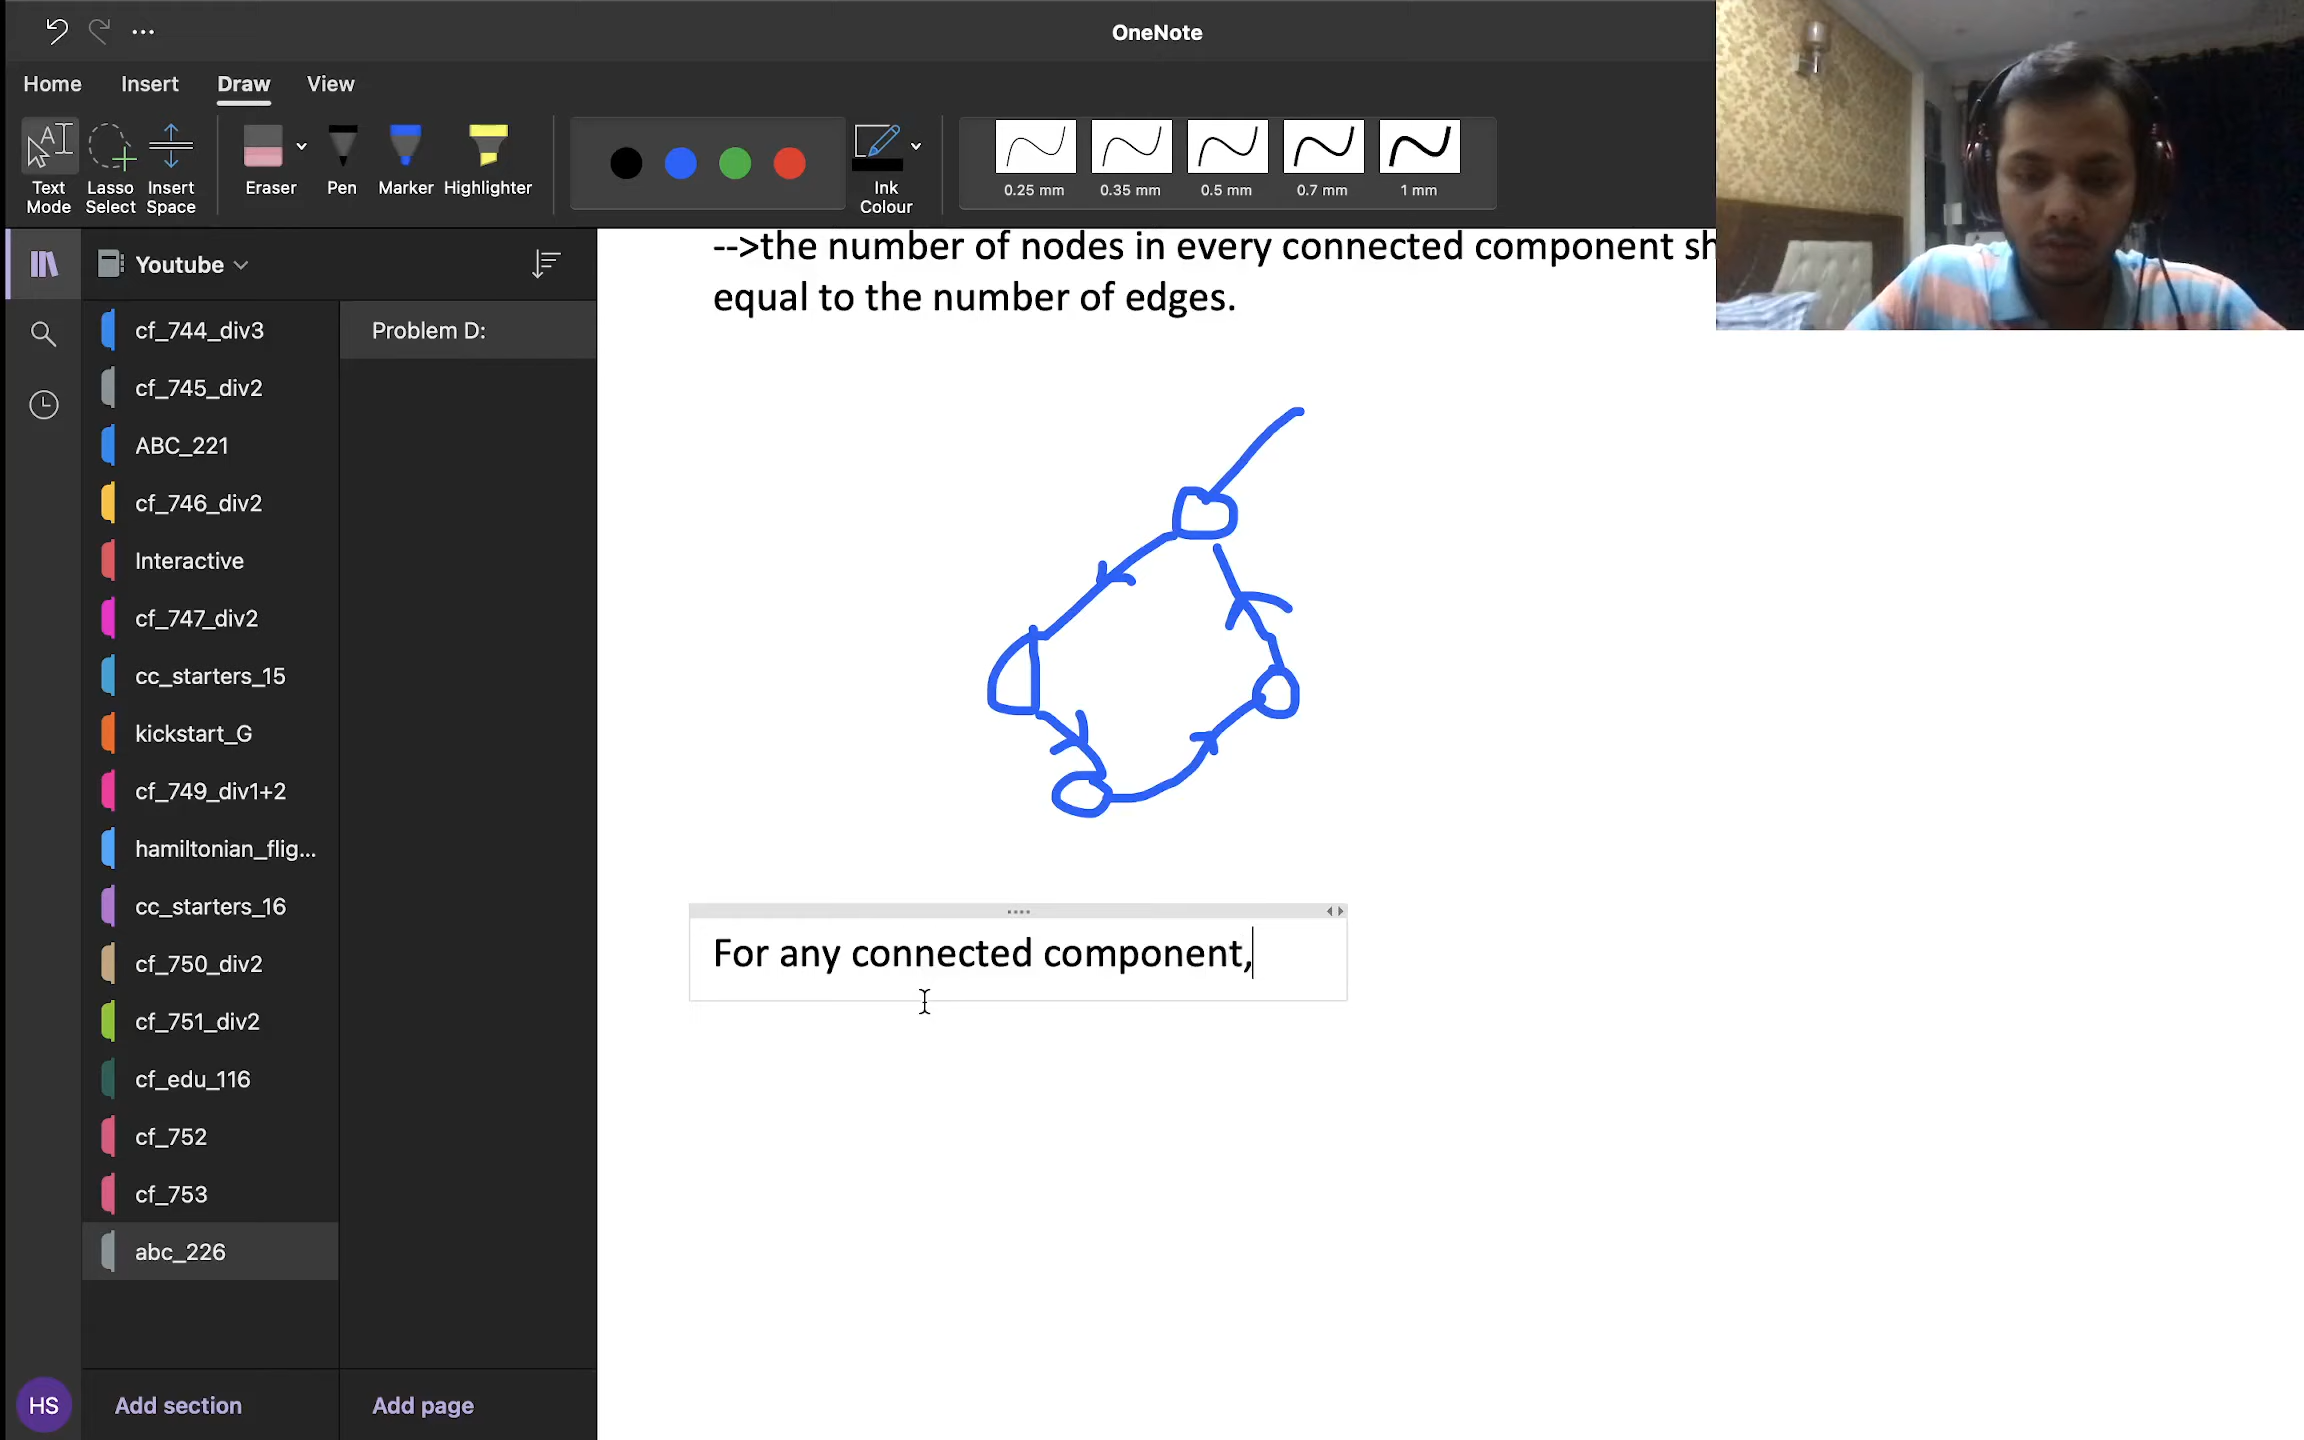 OneNote
Home Insert Draw View
Text Mode
Lasso Select
Insert Space
Eraser
Pen
Marker
Highlighter
Ink Colour
0.25 mm
0.35 mm
0.5 mm
0.7 mm
1 mm
Youtube
cf_744_div3
cf_745_div2
ABC_221
cf_746_div2
Interactive
cf_747_div2
cc_starters_15
kickstart_G
cf_749_div1+2
hamiltonian_flig...
cc_starters_16
cf_750_div2
cf_751_div2
cf_edu_116
cf_752
cf_753
abc_226
HS
Add section
Problem D:
Add page
-->the number of nodes in every connected component sh
equal to the number of edges.
For any connected component,